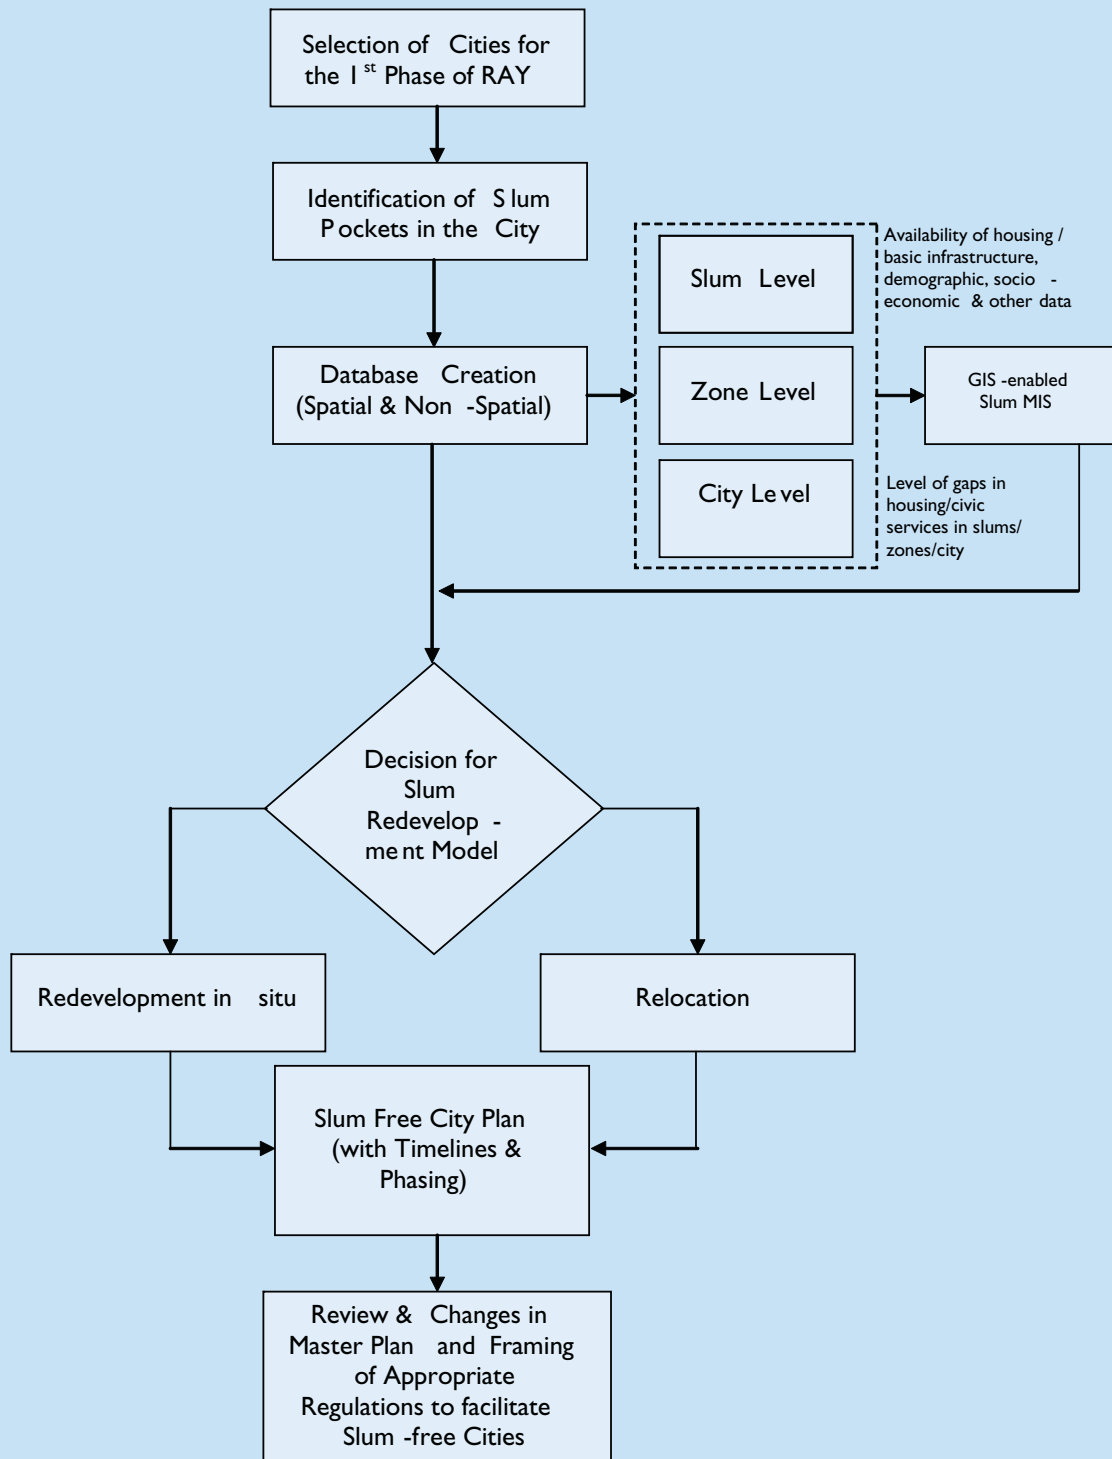 Selection of Cities for
the 1st Phase of RAY
Identification of Slum
Pockets in the City
Database Creation
(Spatial & Non -Spatial)
Slum Level
Zone Level
City Level
Availability of housing /
basic infrastructure,
demographic, socio -
economic & other data
GIS -enabled
Slum MIS
Level of gaps in
housing/civic
services in slums/
zones/city
Decision for
Slum
Redevelop -
ment Model
Redevelopment in situ
Relocation
Slum Free City Plan
(with Timelines &
Phasing)
Review & Changes in
Master Plan and Framing
of Appropriate
Regulations to facilitate
Slum -free Cities